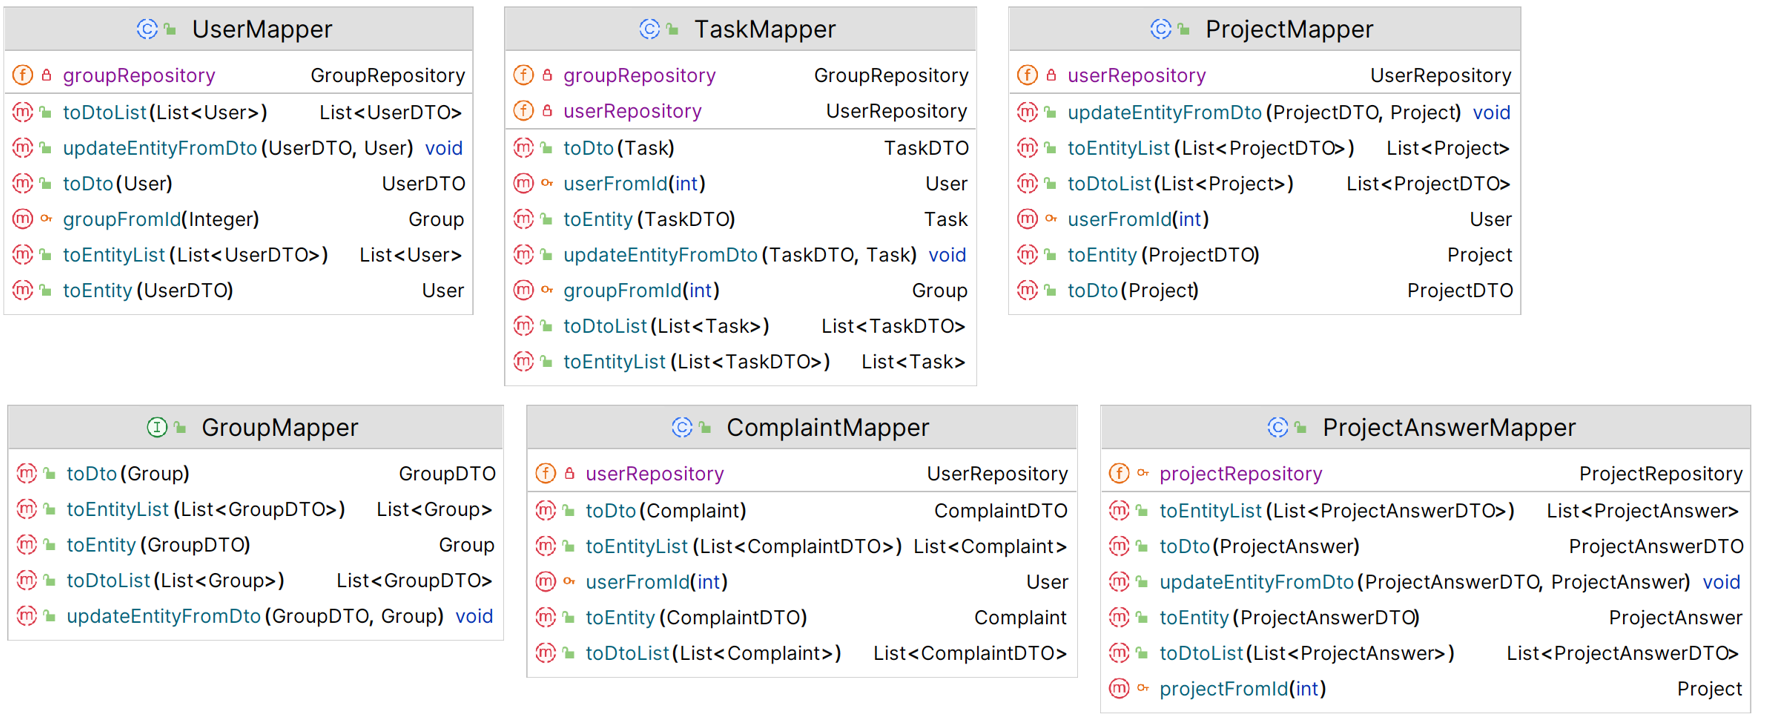 UserMapper
groupRepository GroupRepository
toDtoList(List<User>) List<UserDTO>
updateEntityFromDto(UserDTO, User) void
toDto(User) UserDTO
groupFromId(Integer) Group
toEntityList(List<UserDTO>) List<User>
toEntity(UserDTO) User
TaskMapper
groupRepository GroupRepository
userRepository UserRepository
toDto(Task) TaskDTO
userFromId(int) User
toEntity(TaskDTO) Task
updateEntityFromDto(TaskDTO, Task) void
groupFromId(int) Group
toDtoList(List<Task>) List<TaskDTO>
toEntityList(List<TaskDTO>) List<Task>
ProjectMapper
userRepository UserRepository
updateEntityFromDto(ProjectDTO, Project) void
toEntityList(List<ProjectDTO>) List<Project>
toDtoList(List<Project>) List<ProjectDTO>
userFromId(int) User
toEntity(ProjectDTO) Project
toDto(Project) ProjectDTO
GroupMapper
toDto(Group) GroupDTO
toEntityList(List<GroupDTO>) List<Group>
toEntity(GroupDTO) Group
toDtoList(List<Group>) List<GroupDTO>
updateEntityFromDto(GroupDTO, Group) void
ComplaintMapper
userRepository UserRepository
toDto(Complaint) ComplaintDTO
toEntityList(List<ComplaintDTO>) List<Complaint>
userFromId(int) User
toEntity(ComplaintDTO) Complaint
toDtoList(List<Complaint>) List<ComplaintDTO>
ProjectAnswerMapper
projectRepository ProjectRepository
toEntityList(List<ProjectAnswerDTO>) List<ProjectAnswer>
toDto(ProjectAnswer) ProjectAnswerDTO
updateEntityFromDto(ProjectAnswerDTO, ProjectAnswer) void
toEntity(ProjectAnswerDTO) ProjectAnswer
toDtoList(List<ProjectAnswer>) List<ProjectAnswerDTO>
projectFromId(int) Project